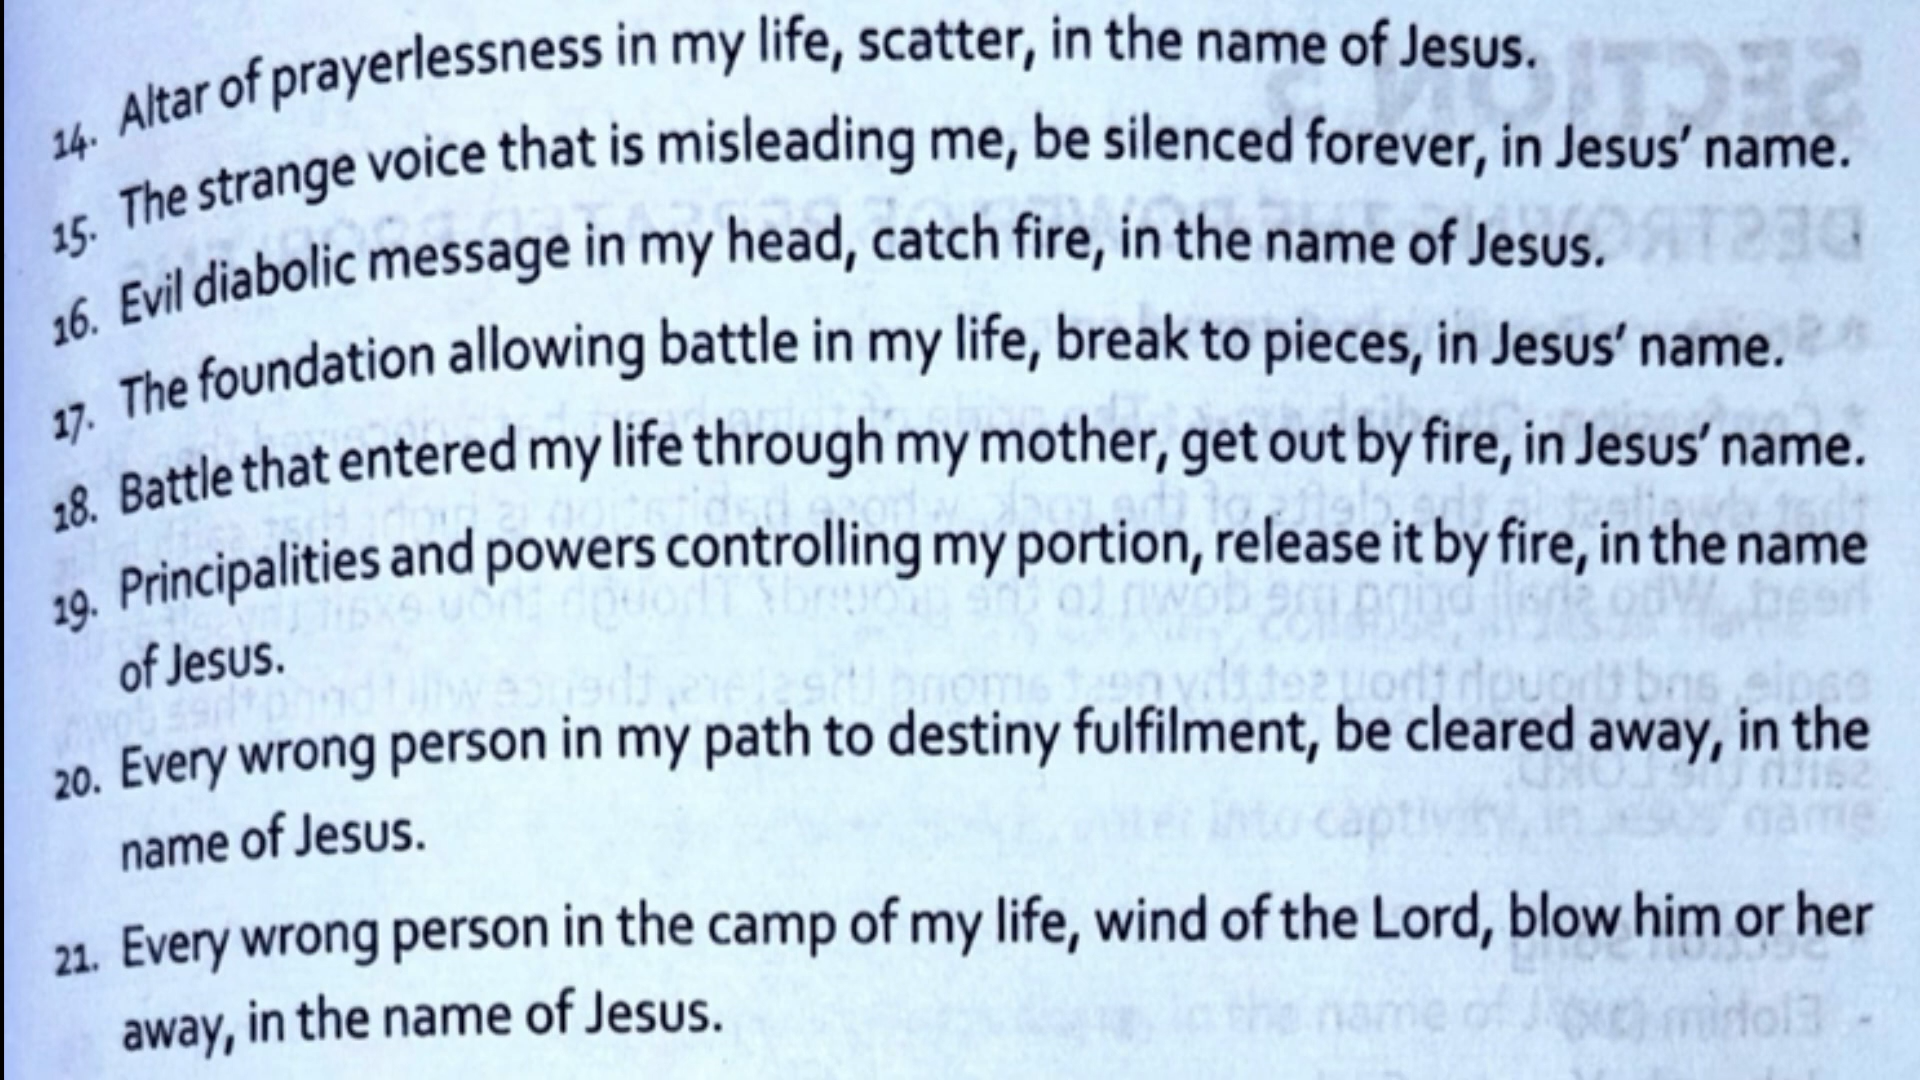 14. Altar of prayerlessness in my life, scatter, in the name of Jesus.
15. The strange voice that is misleading me, be silenced forever, in Jesus' name.
16. Evil diabolic message in my head, catch fire, in the name of Jesus.
17. The foundation allowing battle in my life, break to pieces, in Jesus' name.
18. Battle that entered my life through my mother, get out by fire, in Jesus' name.
19. Principalities and powers controlling my portion, release it by fire, in the name
of Jesus.
20. Every wrong person in my path to destiny fulfilment, be cleared away, in the
name of Jesus.
21. Every wrong person in the camp of my life, wind of the Lord, blow him or her
away, in the name of Jesus.